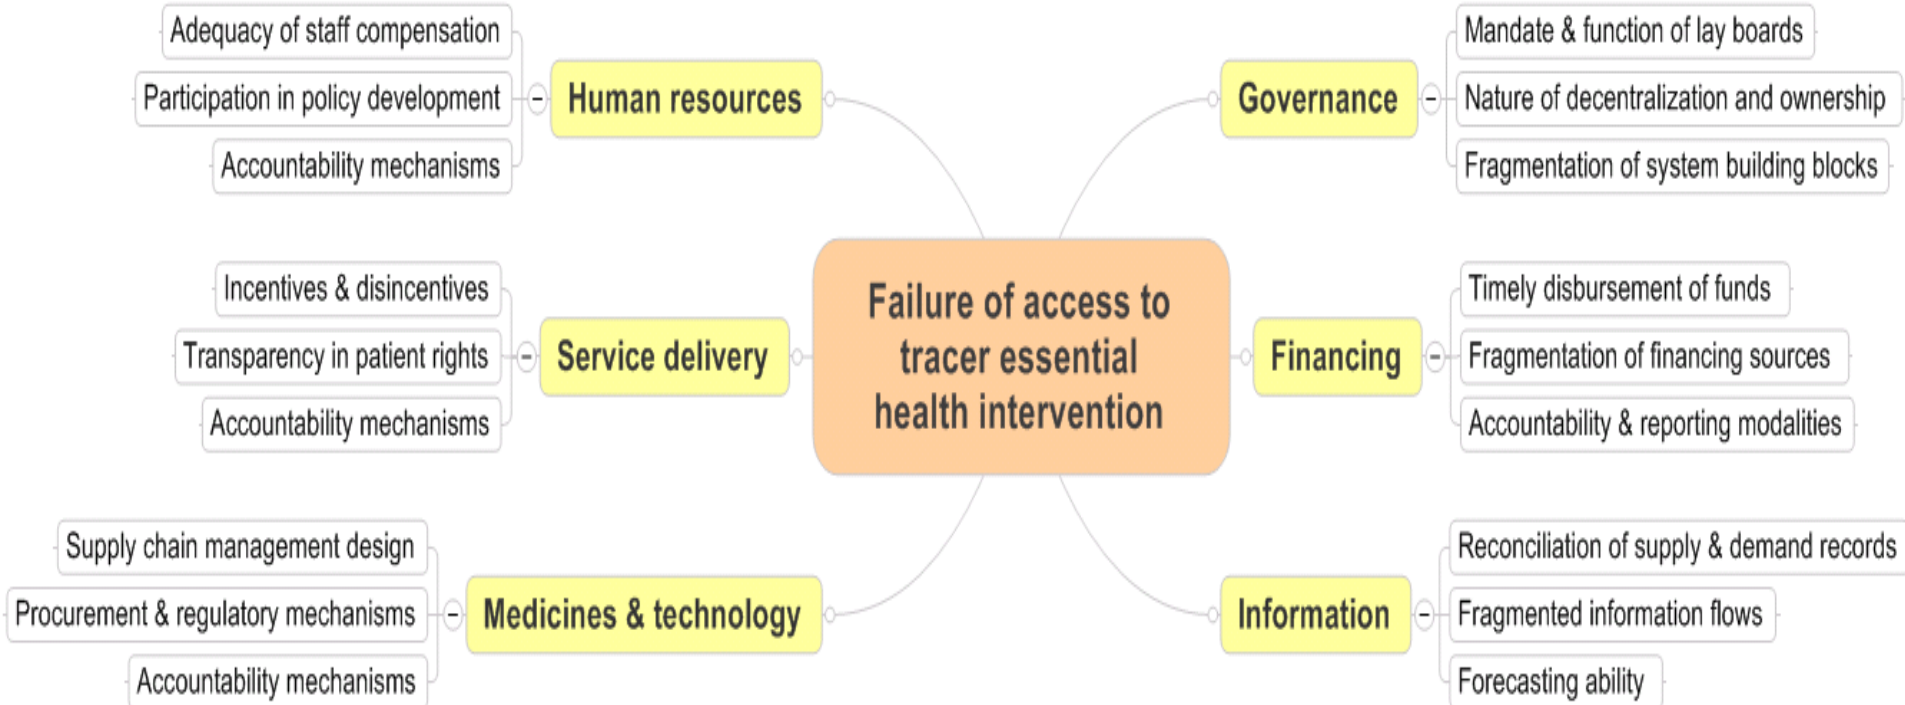 Adequacy of staff compensation
Participation in policy development
Accountability mechanisms
Human resources
Governance
Mandate & function of lay boards
Nature of decentralization and ownership
Fragmentation of system building blocks
Incentives & disincentives
Transparency in patient rights
Accountability mechanisms
Service delivery
Failure of access to
tracer essential
health intervention
Financing
Timely disbursement of funds
Fragmentation of financing sources
Accountability & reporting modalities
Supply chain management design
Procurement & regulatory mechanisms
Accountability mechanisms
Medicines & technology
Information
Reconciliation of supply & demand records
Fragmented information flows
Forecasting ability